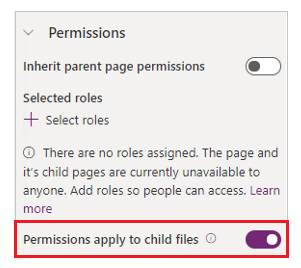 Permissions
Inherit parent page permissions
Selected roles
Select roles
There are no roles assigned. The page and
it's child pages are currently unavailable to
anyone. Add roles so people can access. Learn
more
Permissions apply to child files